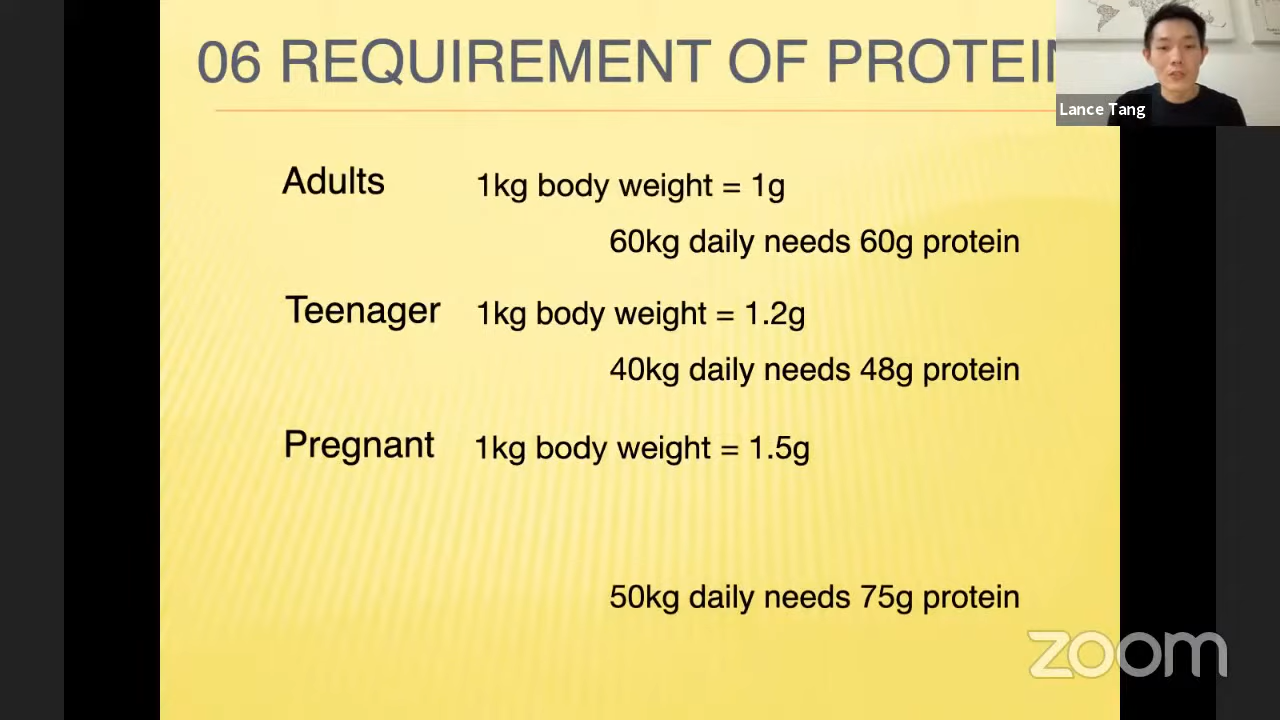 06 REQUIREMENT OF PROTEIN
Lance Tang
Adults 1kg body weight = 1g
60kg daily needs 60g protein
Teenager 1kg body weight = 1.2g
40kg daily needs 48g protein
Pregnant 1kg body weight = 1.5g
50kg daily needs 75g protein
zoom